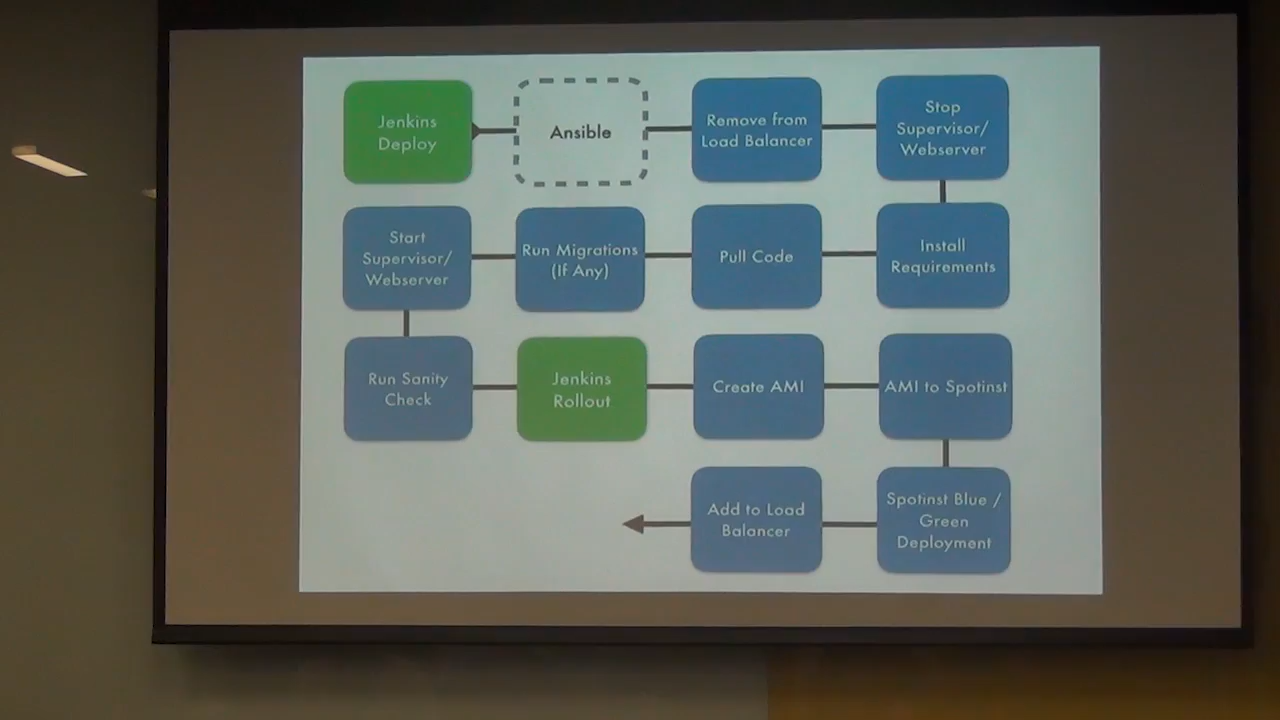 Jenkins
Deploy
Ansible
Remove from
Load Balancer
Stop
Supervisor/
Webserver
Start
Supervisor/
Webserver
Run Migrations
(If Any)
Pull Code
Install
Requirements
Run Sanity
Check
Jenkins
Rollout
Create AMI
AMI to Spotinst
Add to Load
Balancer
Spotinst Blue /
Green
Deployment